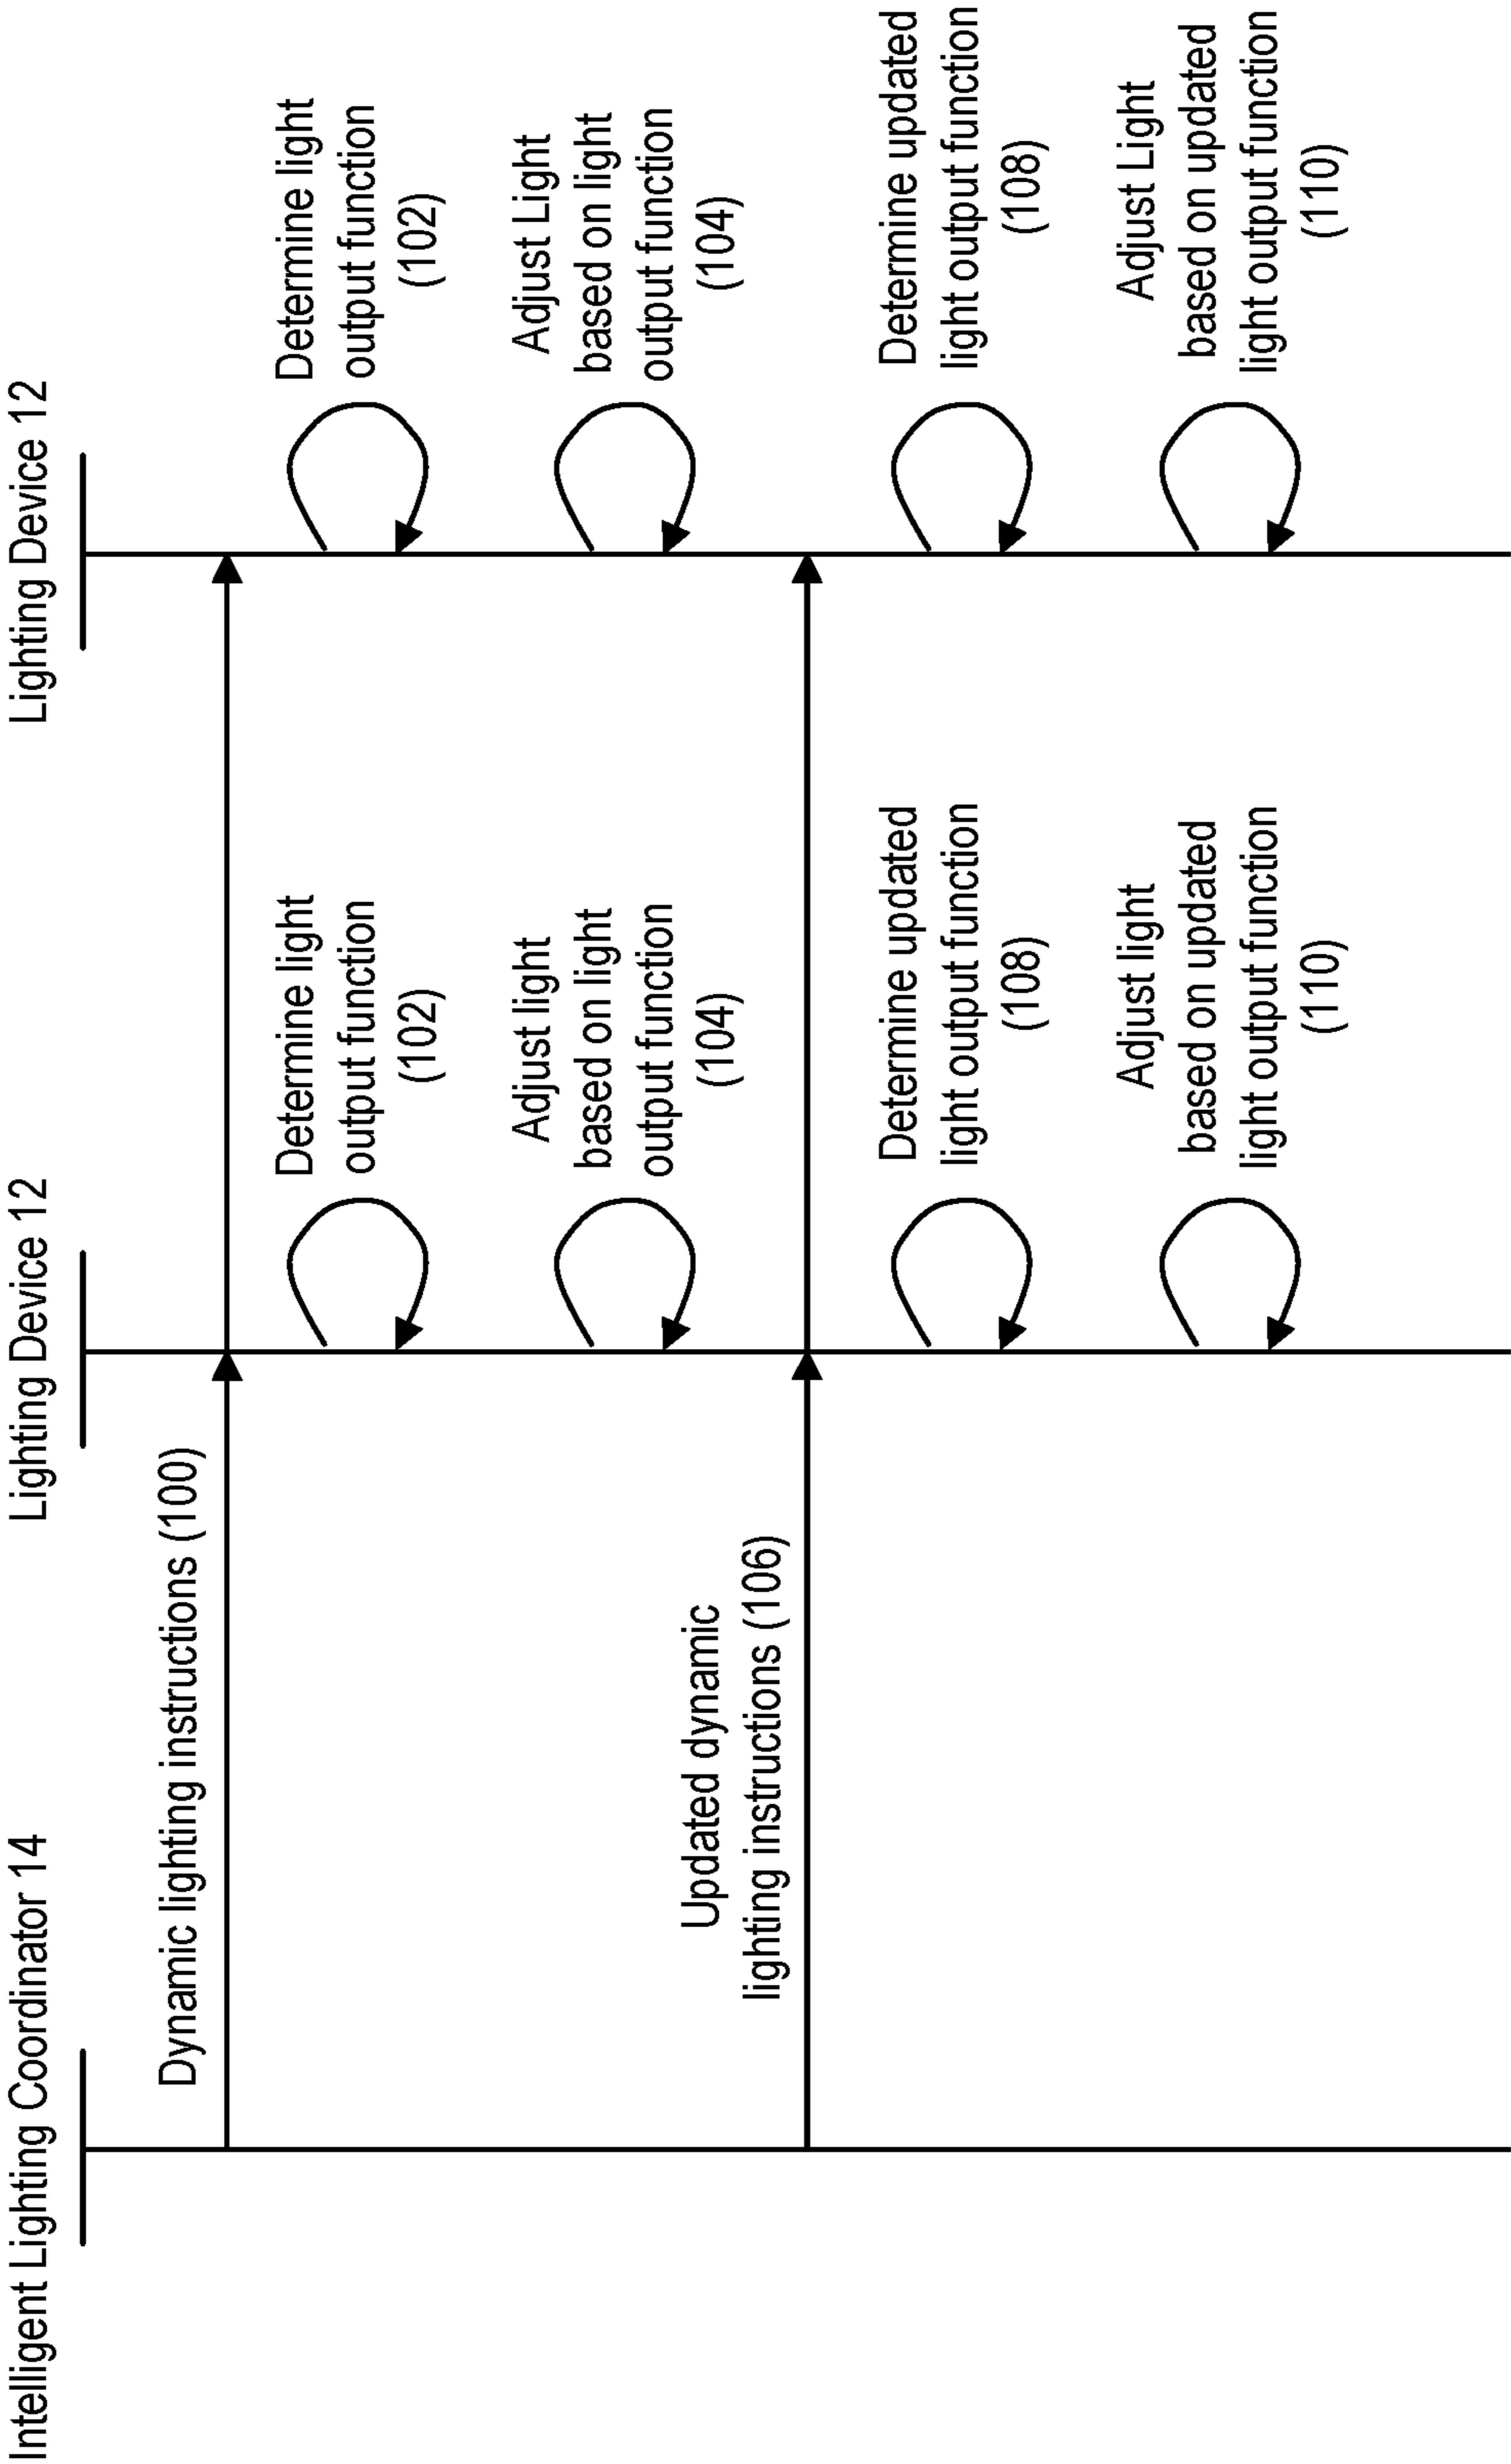 Intelligent Lighting Coordinator 14
Lighting Device 12
Lighting Device 12
Dynamic lighting instructions (100)
Determine light
output function
(102)
Determine light
output function
(102)
Adjust light
based on light
output function
(104)
Adjust Light
based on light
output function
(104)
Updated dynamic
lighting instructions (106)
Determine updated
light output function
(108)
Determine updated
light output function
(108)
Adjust light
based on updated
light output function
(110)
Adjust Light
based on updated
light output function
(110)